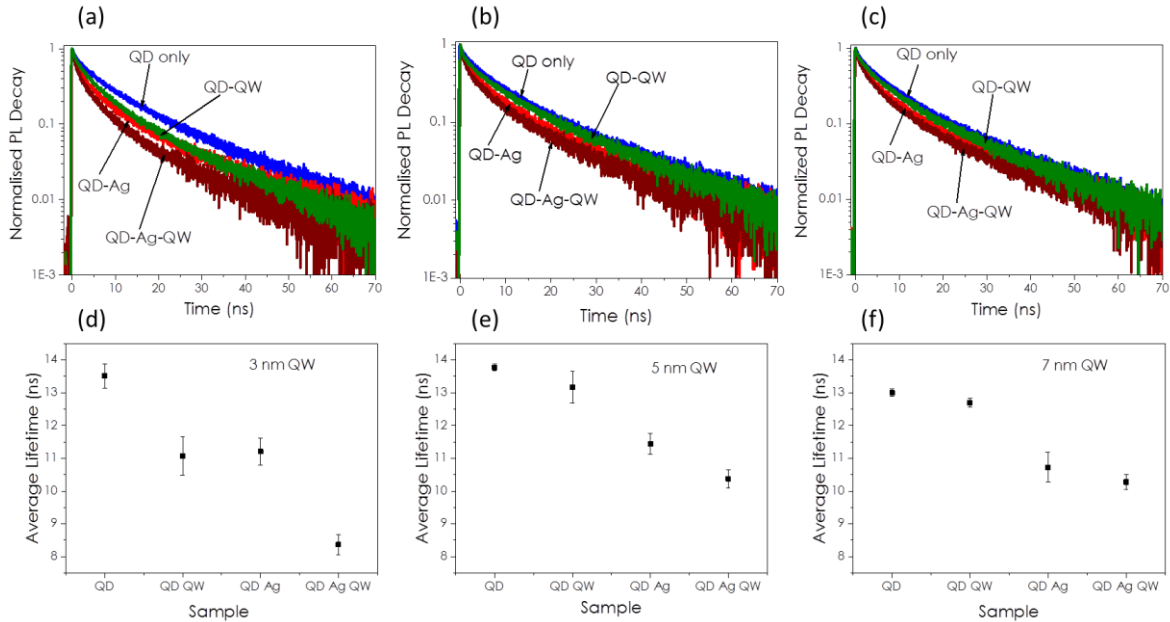 (a)
Normalised PL Decay
1
0.1
0.01
1E-3
QD only
QD-QW
QD-Ag
QD-Ag-QW
0 10 20 30 40 50 60 70
Time (ns)
(b)
Normalised PL Decay
1
0.1
0.01
1E-3
QD only
QD-QW
QD-Ag
QD-Ag-QW
0 10 20 30 40 50 60 70
Time (ns)
(c)
Normalized PL Decay
1
0.1
0.01
1E-3
QD only
QD-QW
QD-Ag
QD-Ag-QW
0 10 20 30 40 50 60 70
Time (ns)
(d)
Average Lifetime (ns)
14
13
12
11
10
9
8
3 nm QW
QD QD QW QD Ag QD Ag QW
Sample
(e)
Average Lifetime (ns)
14
13
12
11
10
9
8
5 nm QW
QD QD QW QD Ag QD Ag QW
Sample
(f)
Average Lifetime (ns)
14
13
12
11
10
9
8
7 nm QW
QD QD QW QD Ag QD Ag QW
Sample